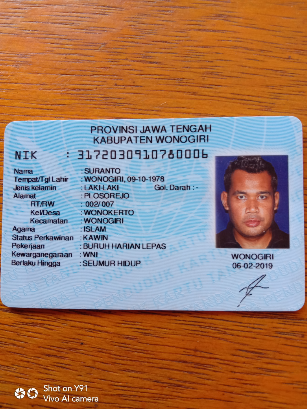 PROVINSI JAWA TENGAH
KABUPATEN WONOGIRI
NIK : 3172030910780006
Nama : SURANTO
Tempat/Tgl Lahir : WONOGIRI, 09-10-1978
Jenis kelamin : LAKI-LAKI Gol. Darah : -
Alamat : PLOSOREJO
RT/RW : 002/007
Kel/Desa : WONOKERTO
Kecamatan : WONOGIRI
Agama : ISLAM
Status Perkawinan : KAWIN
Pekerjaan : BURUH HARIAN LEPAS
Kewarganegaraan : WNI
Berlaku Hingga : SEUMUR HIDUP
WONOGIRI
06-02-2019
Shot on Y91
Vivo AI camera